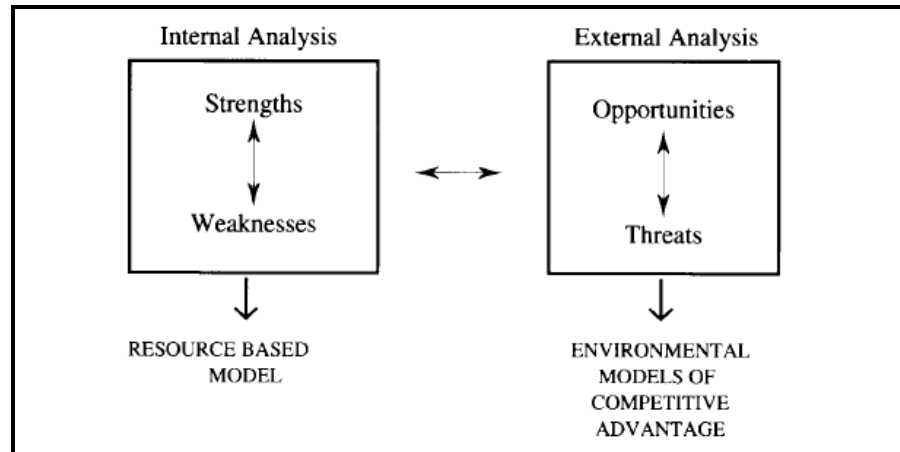 Internal Analysis
Strengths
Weaknesses
RESOURCE BASED
MODEL
External Analysis
Opportunities
Threats
ENVIRONMENTAL
MODELS OF
COMPETITIVE
ADVANTAGE